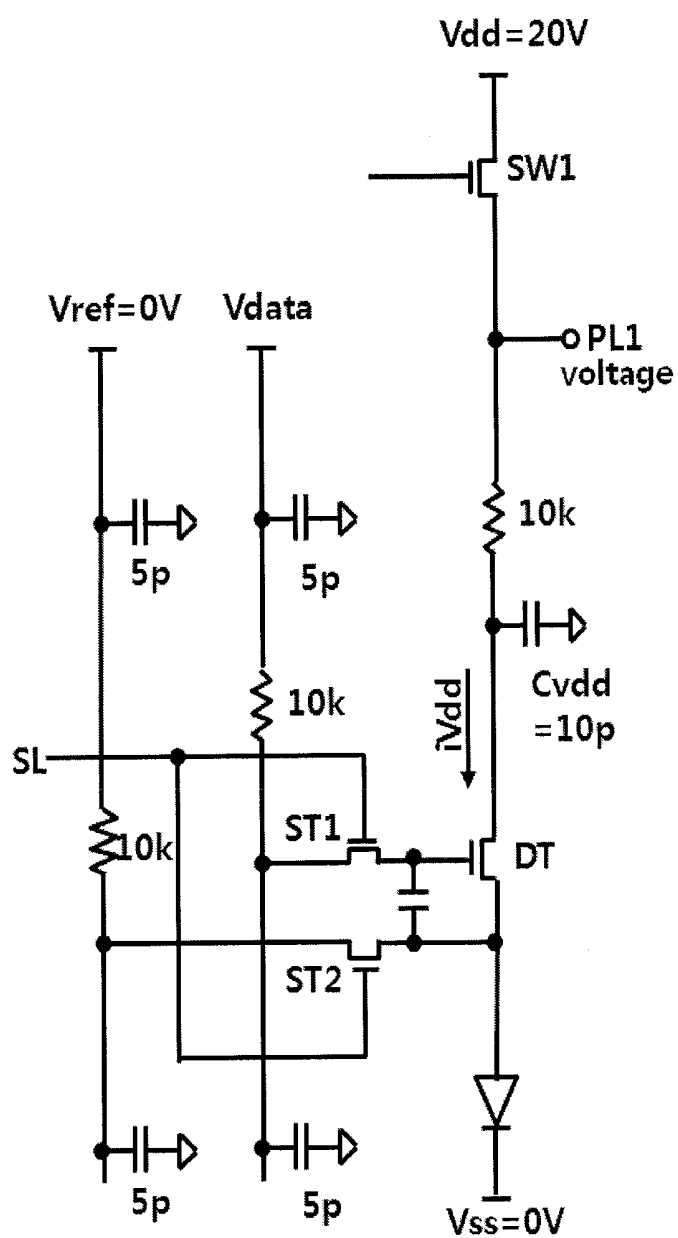 Vdd=20V
SW1
Vref=0V
Vdata
PL1
voltage
10k
5p
5p
Cvdd
=10p
iVdd
10k
SL
ST1
10k
DT
ST2
5p
5p
Vss=0V